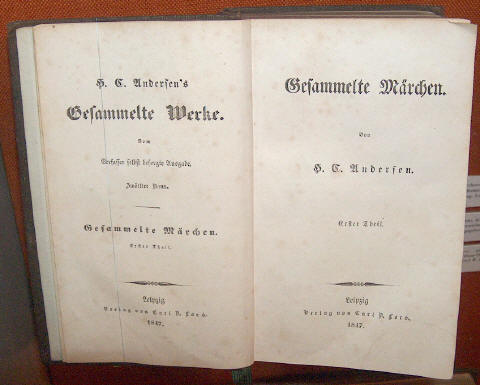 H. C. Andersen's
Gesammelte Werke.
Vom
Verfasser selbst besorgte Ausgabe.
Zwölfter Band.
Gesammelte Märchen.
Erster Theil.
Leipzig
Verlag von Carl B. Lorck.
1847.
Gesammelte Märchen.
Von
H. C. Andersen.
Erster Theil.
Leipzig
Verlag von Carl B. Lorck.
1847.